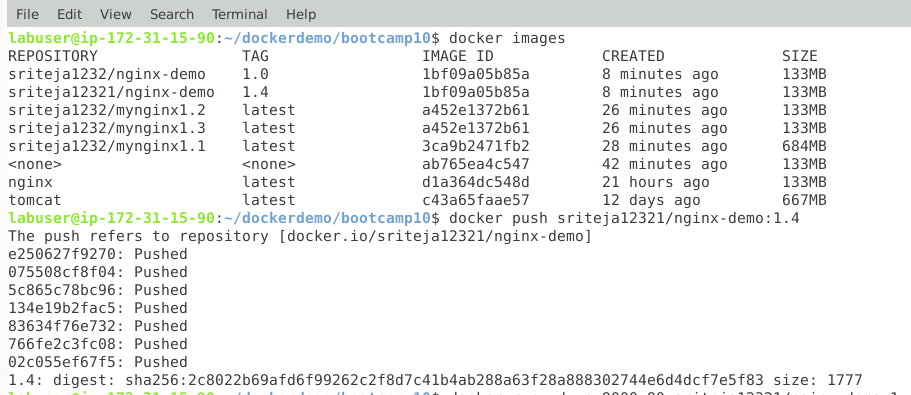 File Edit View Search Terminal Help
labuser@ip-172-31-15-90:~/dockerdemo/bootcamp10$ docker images
REPOSITORY TAG IMAGE ID CREATED SIZE
sriteja1232/nginx-demo 1.0 1bf09a05b85a 8 minutes ago 133MB
sriteja12321/nginx-demo 1.4 1bf09a05b85a 8 minutes ago 133MB
sriteja1232/mynginx1.2 latest a452e1372b61 26 minutes ago 133MB
sriteja1232/mynginx1.3 latest a452e1372b61 26 minutes ago 133MB
sriteja1232/mynginx1.1 latest 3ca9b2471fb2 28 minutes ago 684MB
<none> <none> ab765ea4c547 42 minutes ago 133MB
nginx latest d1a364dc548d 21 hours ago 133MB
tomcat latest c43a65faae57 12 days ago 667MB
labuser@ip-172-31-15-90:~/dockerdemo/bootcamp10$ docker push sriteja12321/nginx-demo:1.4
The push refers to repository [docker.io/sriteja12321/nginx-demo]
e250627f9270: Pushed
075508cf8f04: Pushed
5c865c78bc96: Pushed
134e19b2fac5: Pushed
83634f76e732: Pushed
766fe2c3fc08: Pushed
02c055ef67f5: Pushed
1.4: digest: sha256:2c8022b69afd6f99262c2f8d7c41b4ab288a63f28a888302744e6d4dcf7e5f83 size: 1777